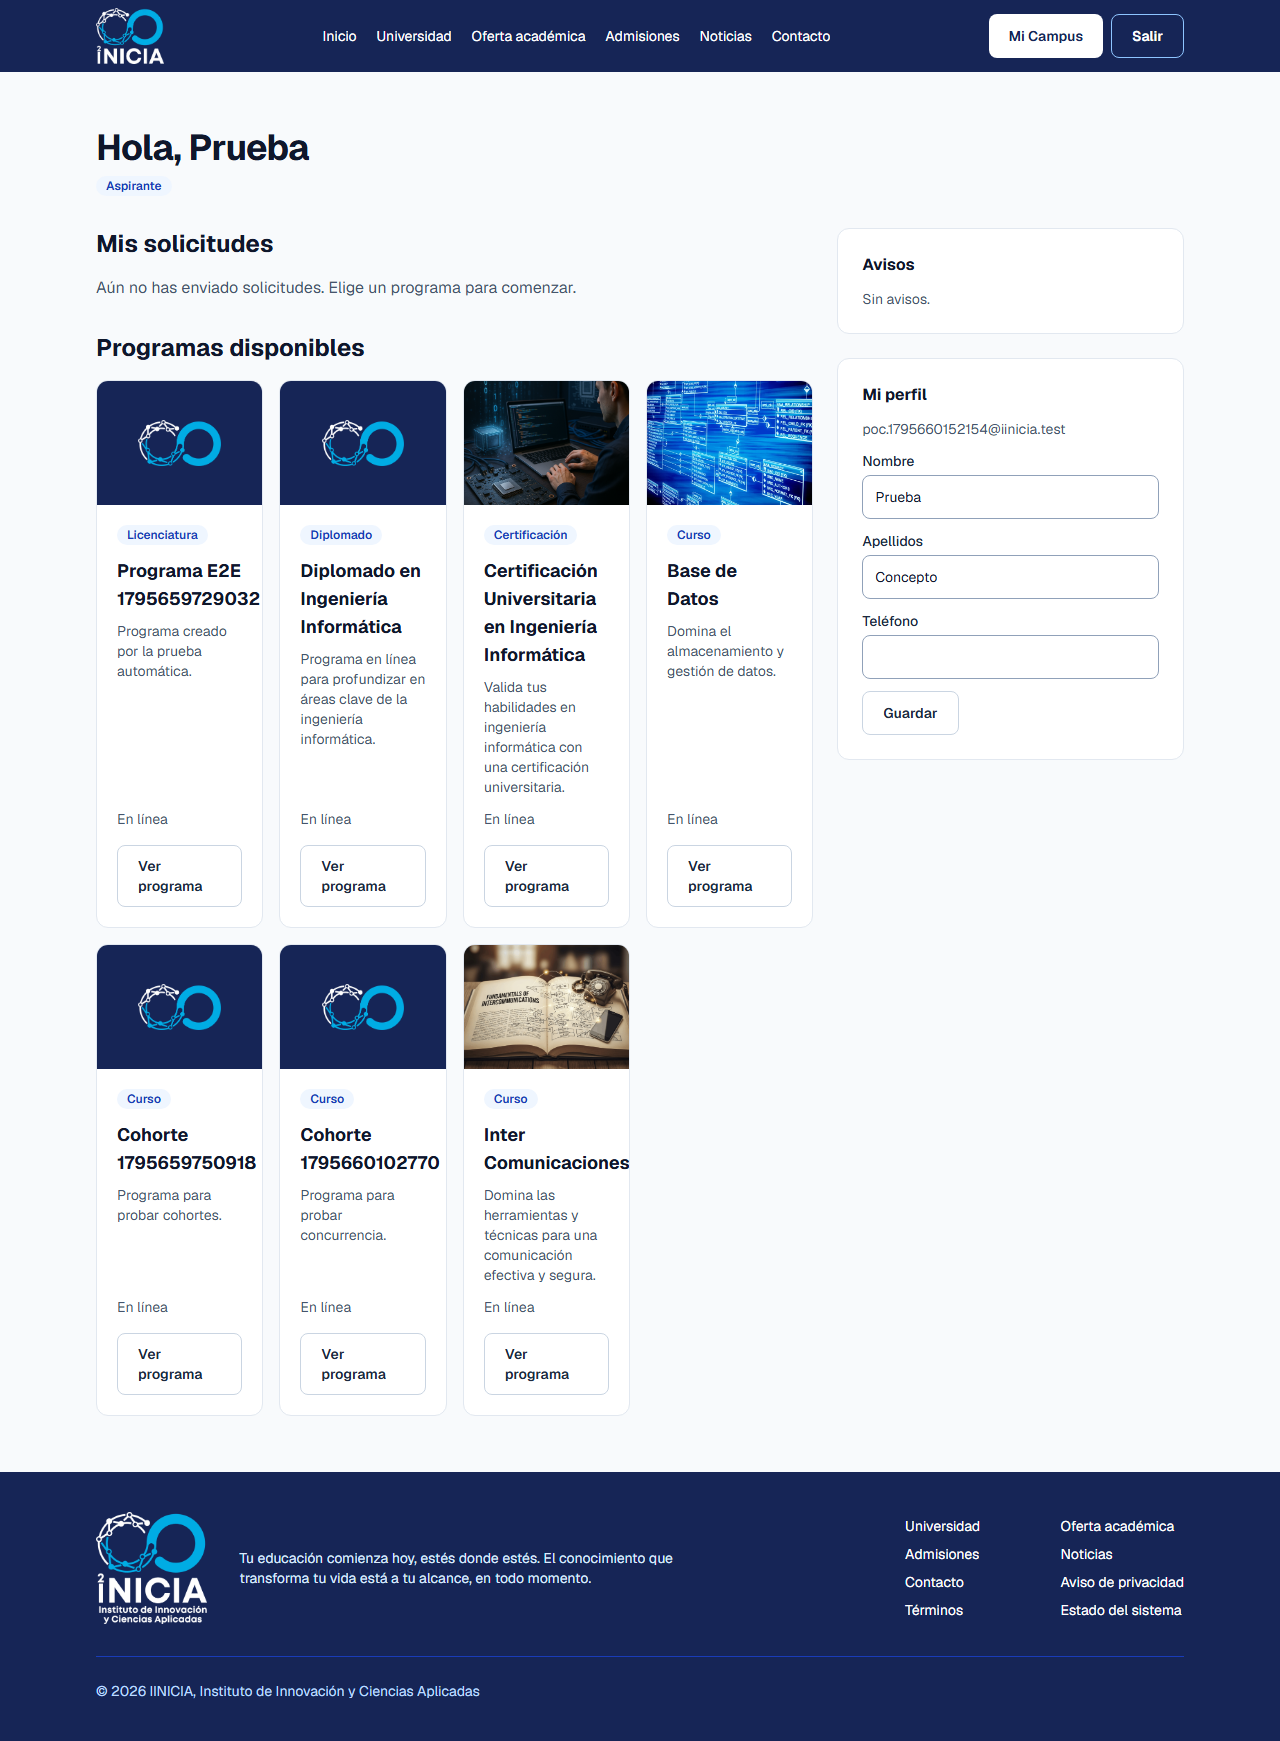 2
iNICIA
Inicio
Universidad
Oferta académica
Admisiones
Noticias
Contacto
Mi Campus
Salir
Hola, Prueba
Aspirante
Mis solicitudes
Aún no has enviado solicitudes. Elige un programa para comenzar.
Programas disponibles
Licenciatura
Programa E2E
1795659729032
Programa creado
por la prueba
automática.
En línea
Ver
programa
Diplomado
Diplomado en
Ingeniería
Informática
Programa en línea
para profundizar en
áreas clave de la
ingeniería
informática.
En línea
Ver
programa
Certificación
Certificación
Universitaria
en Ingeniería
Informática
Valida tus
habilidades en
ingeniería
informática con
una certificación
universitaria.
En línea
Ver
programa
Curso
Base de
Datos
Domina el
almacenamiento y
gestión de datos.
En línea
Ver
programa
Curso
Cohorte
1795659750918
Programa para
probar cohortes.
En línea
Ver
programa
Curso
Cohorte
1795660102770
Programa para
probar
concurrencia.
En línea
Ver
programa
FUNDAMENTALS OF
INTERCOMMUNICATIONS
Curso
Inter
Comunicaciones
Domina las
herramientas y
técnicas para una
comunicación
efectiva y segura.
En línea
Ver
programa
Avisos
Sin avisos.
Mi perfil
poc.1795660152154@iinicia.test
Nombre
Prueba
Apellidos
Concepto
Teléfono
Guardar
2
iNICIA
Instituto de Innovación
y Ciencias Aplicadas
Tu educación comienza hoy, estés donde estés. El conocimiento que
transforma tu vida está a tu alcance, en todo momento.
Universidad
Admisiones
Contacto
Términos
Oferta académica
Noticias
Aviso de privacidad
Estado del sistema
© 2026 IINICIA, Instituto de Innovación y Ciencias Aplicadas